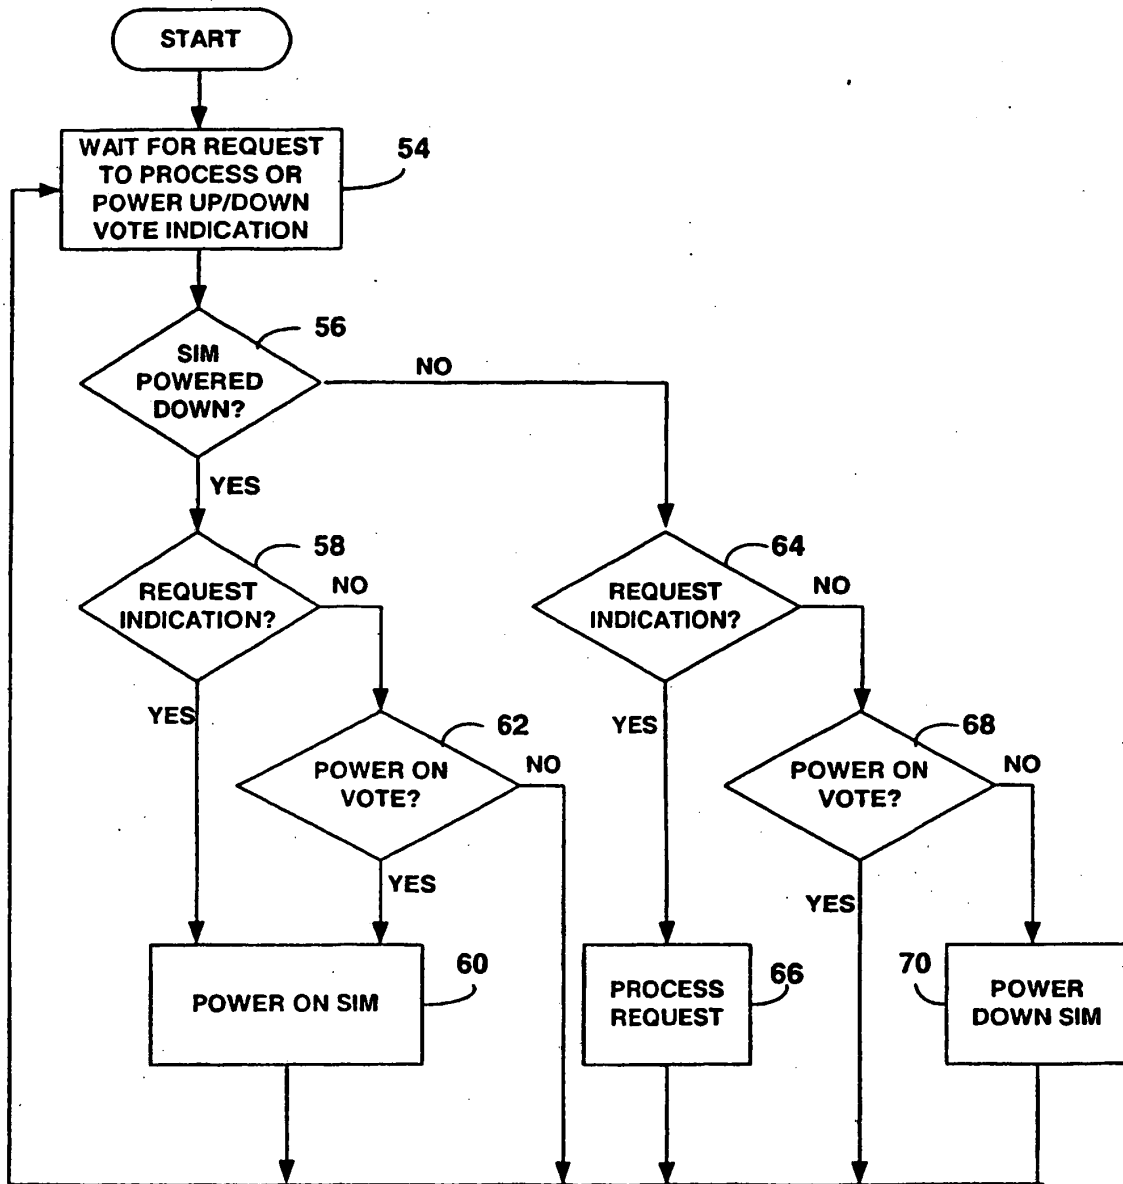 START
WAIT FOR REQUEST
TO PROCESS OR
POWER UP/DOWN
VOTE INDICATION
54
56
SIM
POWERED
DOWN?
NO
YES
58
REQUEST
INDICATION?
NO
64
REQUEST
INDICATION?
NO
YES
62
POWER ON
VOTE?
NO
YES
68
POWER ON
VOTE?
NO
YES
YES
60
POWER ON SIM
66
PROCESS
REQUEST
70
POWER
DOWN SIM